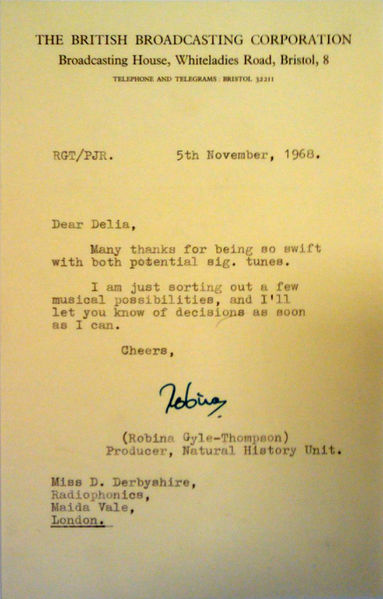 THE BRITISH BROADCASTING CORPORATION
Broadcasting House, Whiteladies Road, Bristol, 8
TELEPHONE AND TELEGRAMS : BRISTOL 32211
RGT/PJR. 5th November, 1968.
Dear Delia,
Many thanks for being so swift
with both potential sig. tunes.
I am just sorting out a few
musical possibilities, and I'll
let you know of decisions as soon
as I can.
Cheers,
Robina
(Robina Gyle-Thompson)
Producer, Natural History Unit.
Miss D. Derbyshire,
Radiophonics,
Maida Vale,
London.